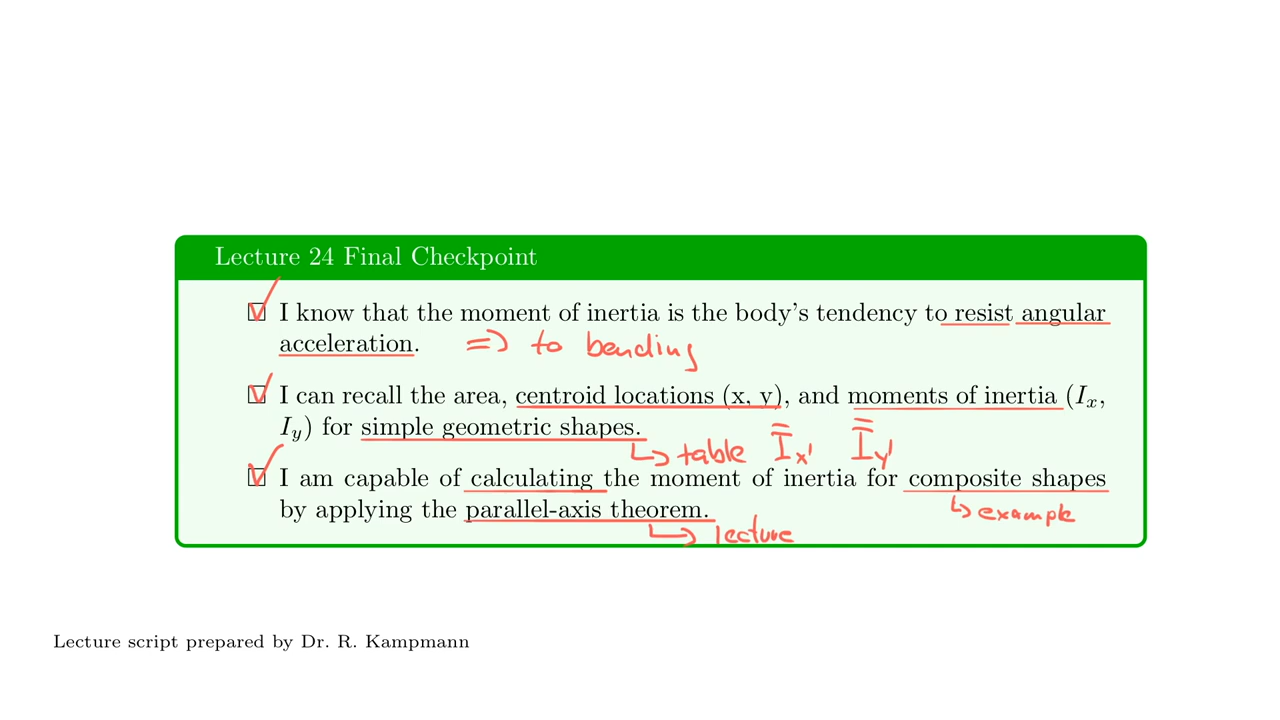 Lecture 24 Final Checkpoint
☑ I know that the moment of inertia is the body's tendency to resist angular
acceleration. ⇒ to bending
☑ I can recall the area, centroid locations (x, y), and moments of inertia (Iₓ,
I_y) for simple geometric shapes.
↳ table I̿x' I̿y'
☑ I am capable of calculating the moment of inertia for composite shapes
by applying the parallel-axis theorem. ↳ example
↳ lecture
Lecture script prepared by Dr. R. Kampmann